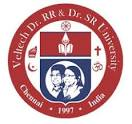 Veltech Dr. RR & Dr. SR University
Chennai • 1997 • India